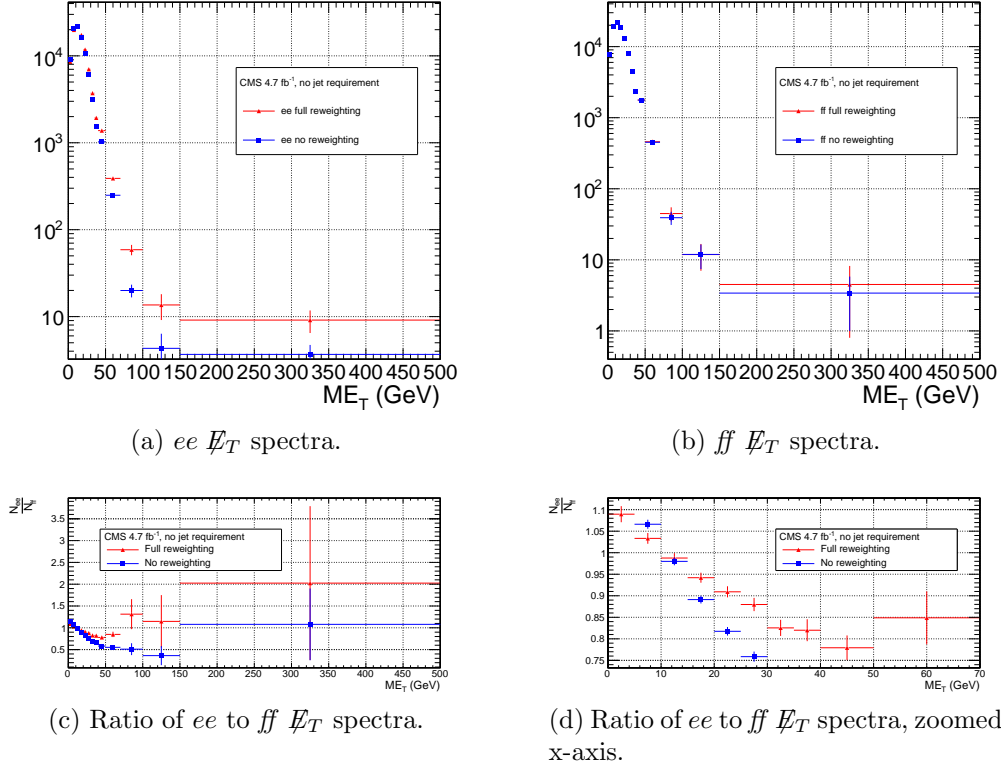 10⁴
10³
10²
10
0 50 100 150 200 250 300 350 400 450 500
ME_T (GeV)
CMS 4.7 fb⁻¹, no jet requirement
ee full reweighting
ee no reweighting
(a) ee E̸_T spectra.
10⁴
10³
10²
10
1
0 50 100 150 200 250 300 350 400 450 500
ME_T (GeV)
CMS 4.7 fb⁻¹, no jet requirement
ff full reweighting
ff no reweighting
(b) ff E̸_T spectra.
N_ee
N_ff
3.5
3
2.5
2
1.5
1
0.5
0 50 100 150 200 250 300 350 400 450 500
ME_T (GeV)
CMS 4.7 fb⁻¹, no jet requirement
Full reweighting
No reweighting
(c) Ratio of ee to ff E̸_T spectra.
N_ee
N_ff
1.1
1.05
1
0.95
0.9
0.85
0.8
0.75
0 10 20 30 40 50 60 70
ME_T (GeV)
CMS 4.7 fb⁻¹, no jet requirement
Full reweighting
No reweighting
(d) Ratio of ee to ff E̸_T spectra, zoomed
x-axis.